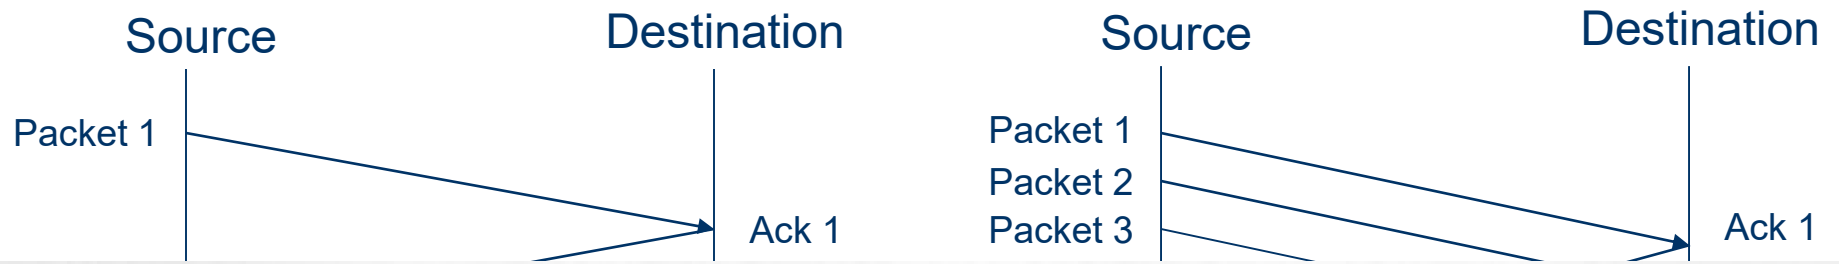 Source
Destination
Packet 1
Ack 1
Source
Destination
Packet 1
Packet 2
Packet 3
Ack 1